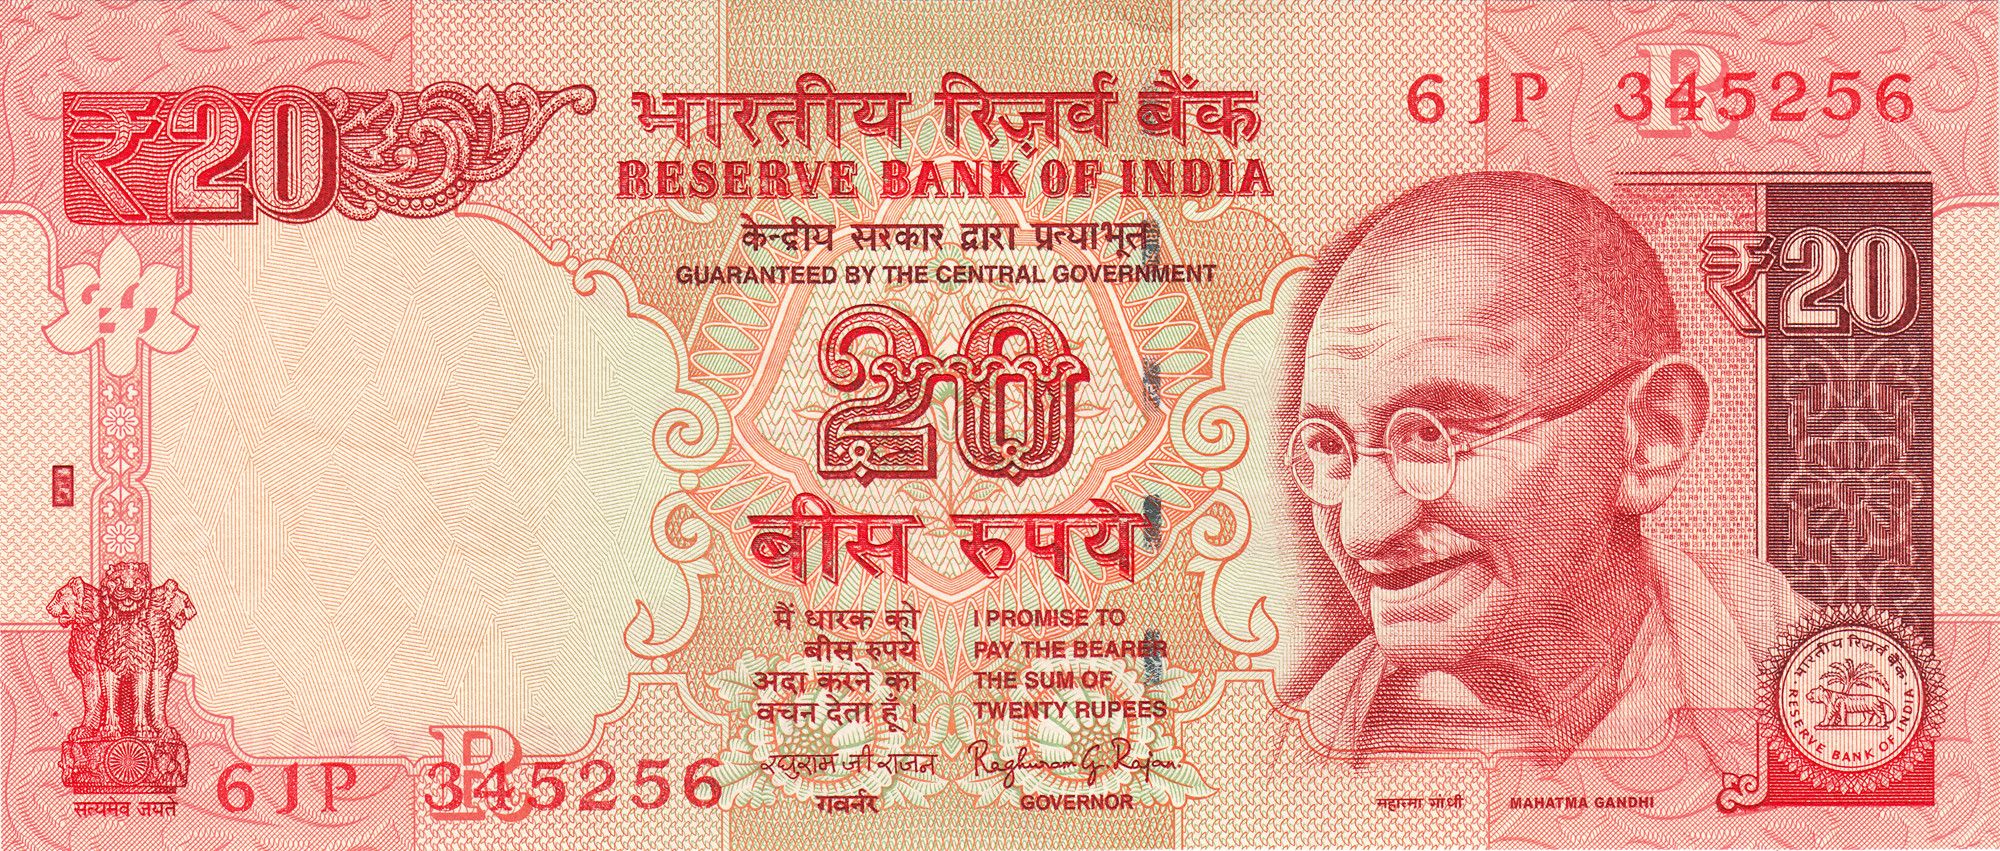 ₹20
भारतीय रिज़र्व बैंक
RESERVE BANK OF INDIA
6JP 345256
R
केन्द्रीय सरकार द्वारा प्रत्याभूत
GUARANTEED BY THE CENTRAL GOVERNMENT
₹20
20
बीस रुपये
मैं धारक को
बीस रुपये
अदा करने का
वचन देता हूँ ।
I PROMISE TO
PAY THE BEARER
THE SUM OF
TWENTY RUPEES
रघुराम जी राजन
गवर्नर
Raghuram G. Rajan
GOVERNOR
सत्यमेव जयते
6JP 345256
R
महात्मा गांधी
MAHATMA GANDHI
भारतीय रिज़र्व बैंक
RESERVE BANK OF INDIA